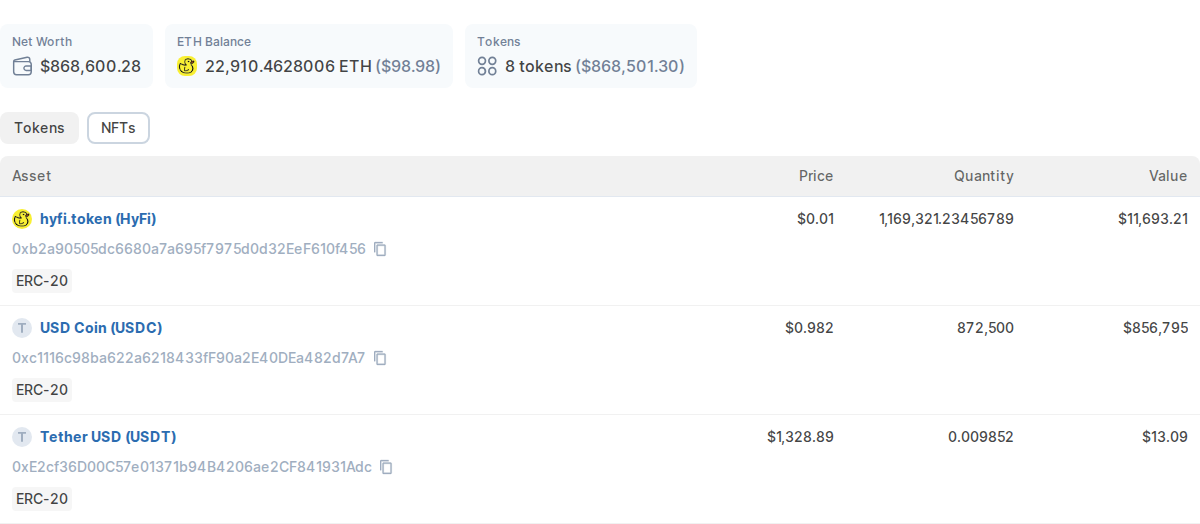 Net Worth
$868,600.28
ETH Balance
22,910.4628006 ETH ($98.98)
Tokens
8 tokens ($868,501.30)
Tokens NFTs
Asset Price Quantity Value
hyfi.token (HyFi) $0.01 1,169,321.23456789 $11,693.21
0xb2a90505dc6680a7a695f7975d0d32EeF610f456
ERC-20
T USD Coin (USDC) $0.982 872,500 $856,795
0xc1116c98ba622a6218433fF90a2E40DEa482d7A7
ERC-20
T Tether USD (USDT) $1,328.89 0.009852 $13.09
0xE2cf36D00C57e01371b94B4206ae2CF841931Adc
ERC-20